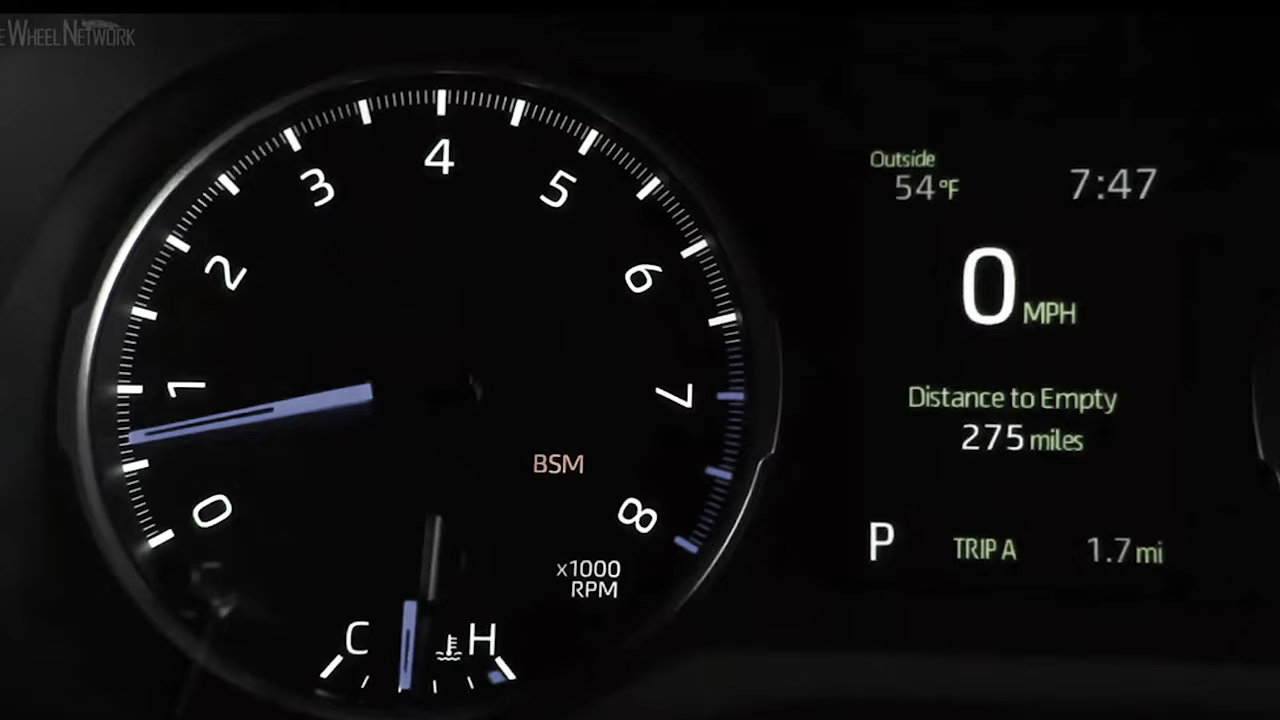 WHEEL NETWORK
4
3
5
2
6
1
7
0
8
BSM
x1000
RPM
C
H
Outside
54°F
7:47
0 MPH
Distance to Empty
275 miles
P
TRIP A
1.7 mi